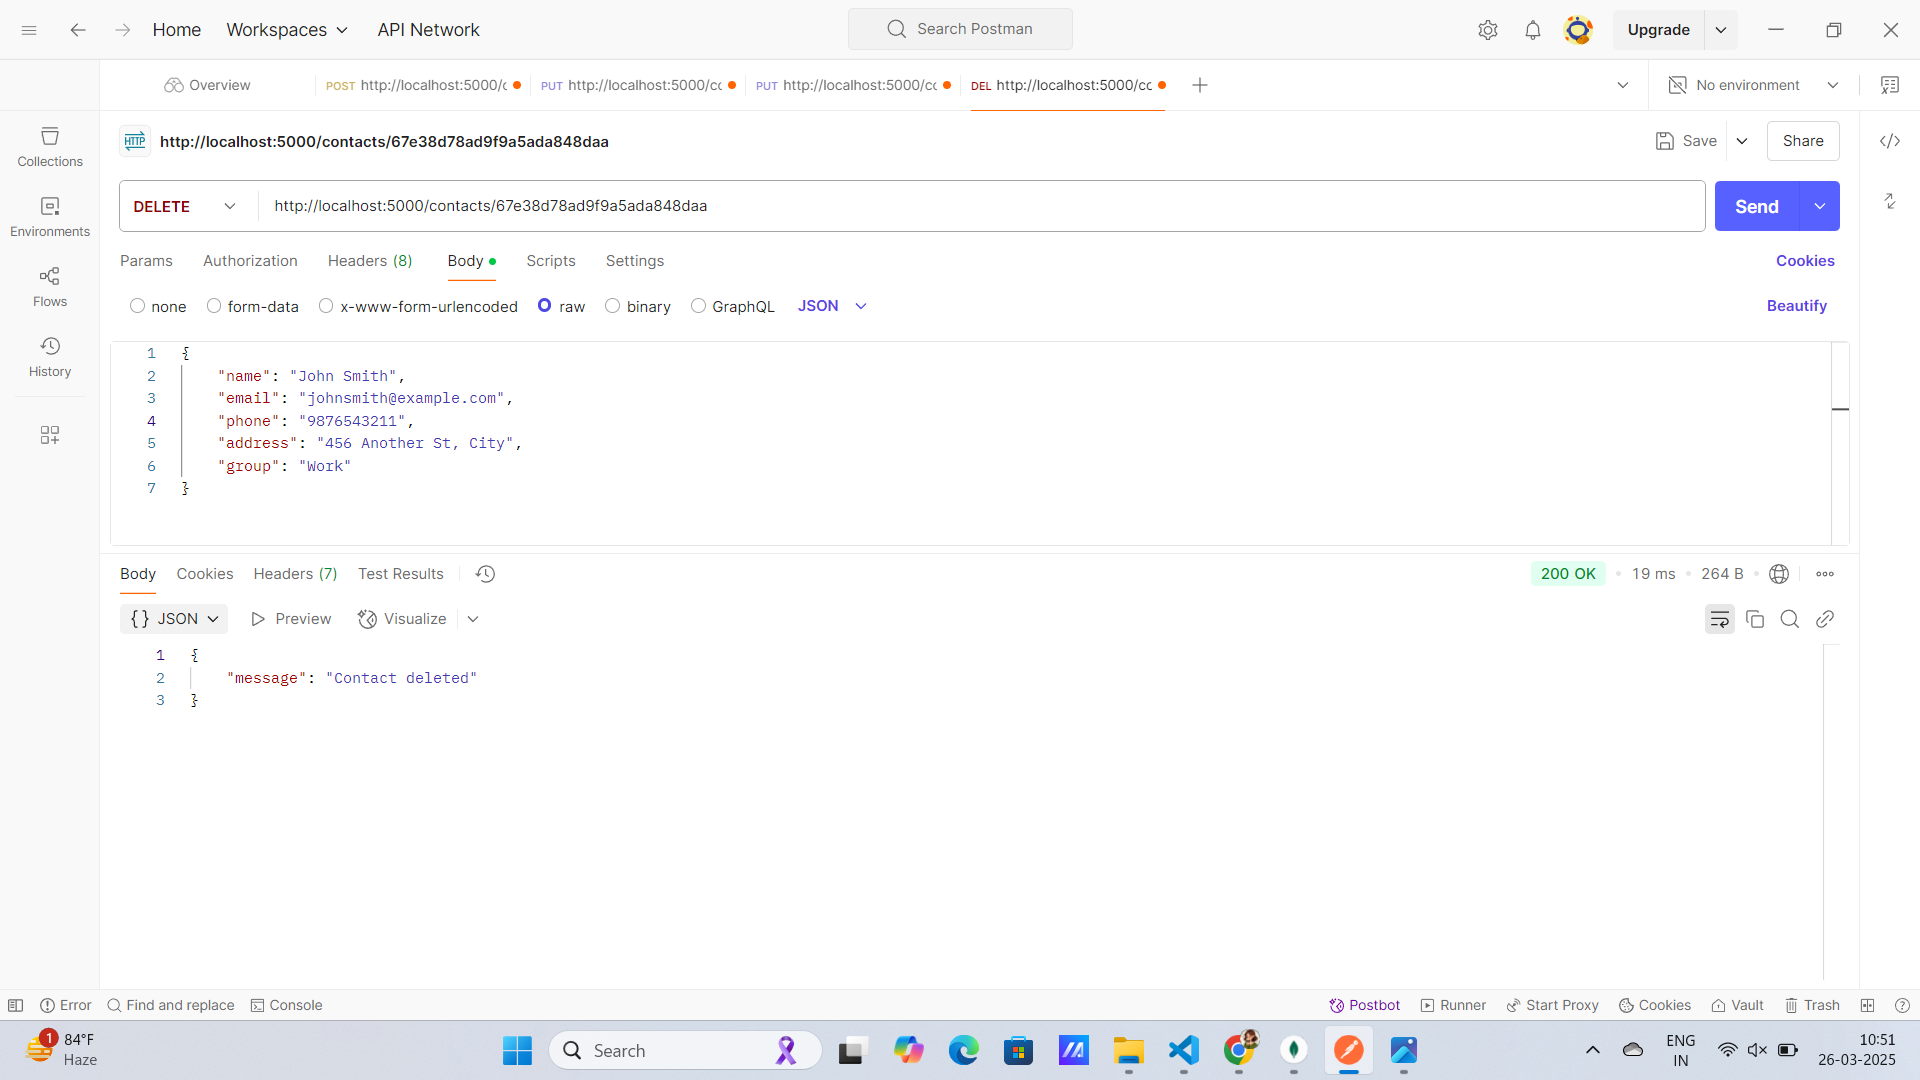 Home Workspaces API Network Search Postman Upgrade
Overview POST http://localhost:5000/c PUT http://localhost:5000/cc PUT http://localhost:5000/cc DEL http://localhost:5000/cc No environment
HTTP http://localhost:5000/contacts/67e38d78ad9f9a5ada848daa Save Share
Collections
Environments
Flows
History
DELETE http://localhost:5000/contacts/67e38d78ad9f9a5ada848daa Send
Params Authorization Headers (8) Body Scripts Settings Cookies
none form-data x-www-form-urlencoded raw binary GraphQL JSON Beautify
1 {
2 "name": "John Smith",
3 "email": "johnsmith@example.com",
4 "phone": "9876543211",
5 "address": "456 Another St, City",
6 "group": "Work"
7 }
Body Cookies Headers (7) Test Results 200 OK 19 ms 264 B
{} JSON Preview Visualize
1 {
2 "message": "Contact deleted"
3 }
Error Find and replace Console Postbot Runner Start Proxy Cookies Vault Trash
1 84°F
Haze
Search
ENG
IN
10:51
26-03-2025